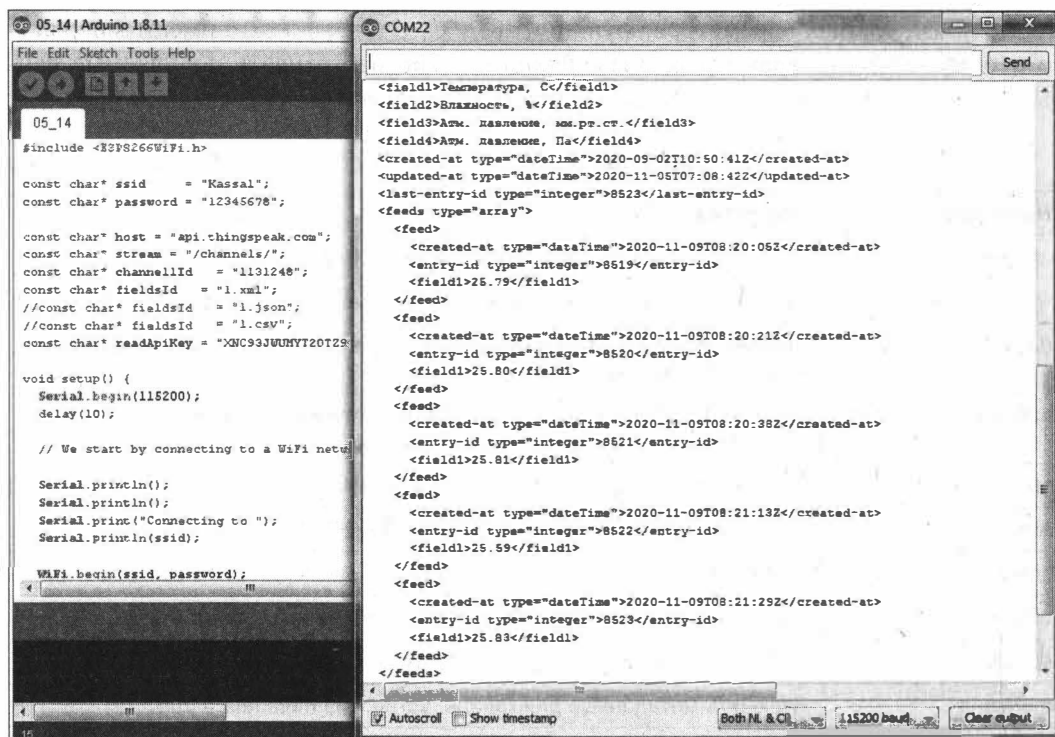 05_14 | Arduino 1.8.11
File Edit Sketch Tools Help
05_14
#include <ESP8266WiFi.h>
const char* ssid = "Kassal";
const char* password = "12345678";
const char* host = "api.thingspeak.com";
const char* stream = "/channels/";
const char* channellId = "1131248";
const char* fieldsId = "1.xml";
//const char* fieldsId = "1.json";
//const char* fieldsId = "1.csv";
const char* readApiKey = "XNC93JWUMYT20TZ9
void setup() {
Serial.begin(115200);
delay(10);
// We start by connecting to a WiFi netw
Serial.println();
Serial.println();
Serial.print("Connecting to ");
Serial.println(ssid);
WiFi.begin(ssid, password);
15
COM22
Send
<field1>Температура, C</field1>
<field2>Влажность, %</field2>
<field3>Атм. давление, мм.рт.ст.</field3>
<field4>Атм. давление, Па</field4>
<created-at type="dateTime">2020-09-02T10:50:41Z</created-at>
<updated-at type="dateTime">2020-11-05T07:08:42Z</updated-at>
<last-entry-id type="integer">8523</last-entry-id>
<feeds type="array">
<feed>
<created-at type="dateTime">2020-11-09T08:20:05Z</created-at>
<entry-id type="integer">8519</entry-id>
<field1>25.79</field1>
</feed>
<feed>
<created-at type="dateTime">2020-11-09T08:20:21Z</created-at>
<entry-id type="integer">8520</entry-id>
<field1>25.80</field1>
</feed>
<feed>
<created-at type="dateTime">2020-11-09T08:20:38Z</created-at>
<entry-id type="integer">8521</entry-id>
<field1>25.81</field1>
</feed>
<feed>
<created-at type="dateTime">2020-11-09T08:21:13Z</created-at>
<entry-id type="integer">8522</entry-id>
<field1>25.59</field1>
</feed>
<feed>
<created-at type="dateTime">2020-11-09T08:21:29Z</created-at>
<entry-id type="integer">8523</entry-id>
<field1>25.83</field1>
</feed>
</feeds>
Autoscroll Show timestamp Both NL & CR 115200 baud Clear output